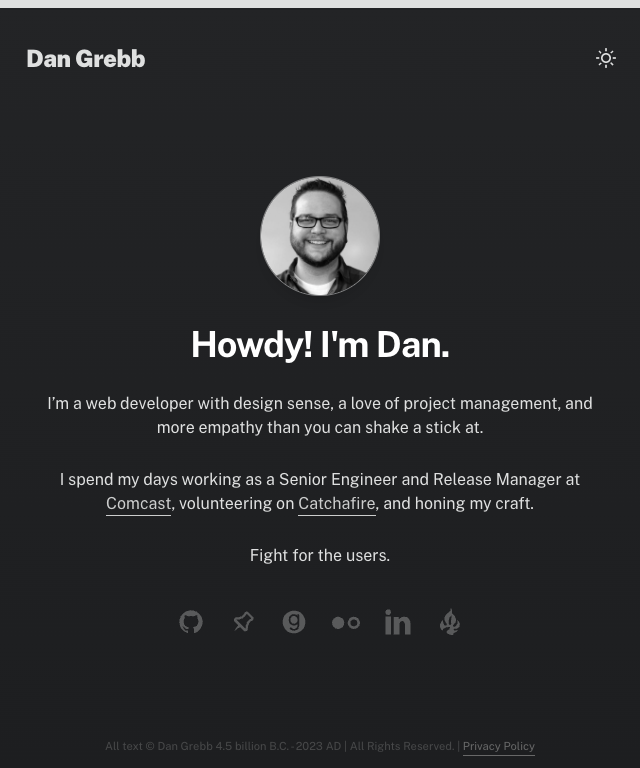 Dan Grebb
Howdy! I'm Dan.
I’m a web developer with design sense, a love of project management, and
more empathy than you can shake a stick at.
I spend my days working as a Senior Engineer and Release Manager at
Comcast, volunteering on Catchafire, and honing my craft.
Fight for the users.
All text © Dan Grebb 4.5 billion B.C. - 2023 AD | All Rights Reserved. | Privacy Policy